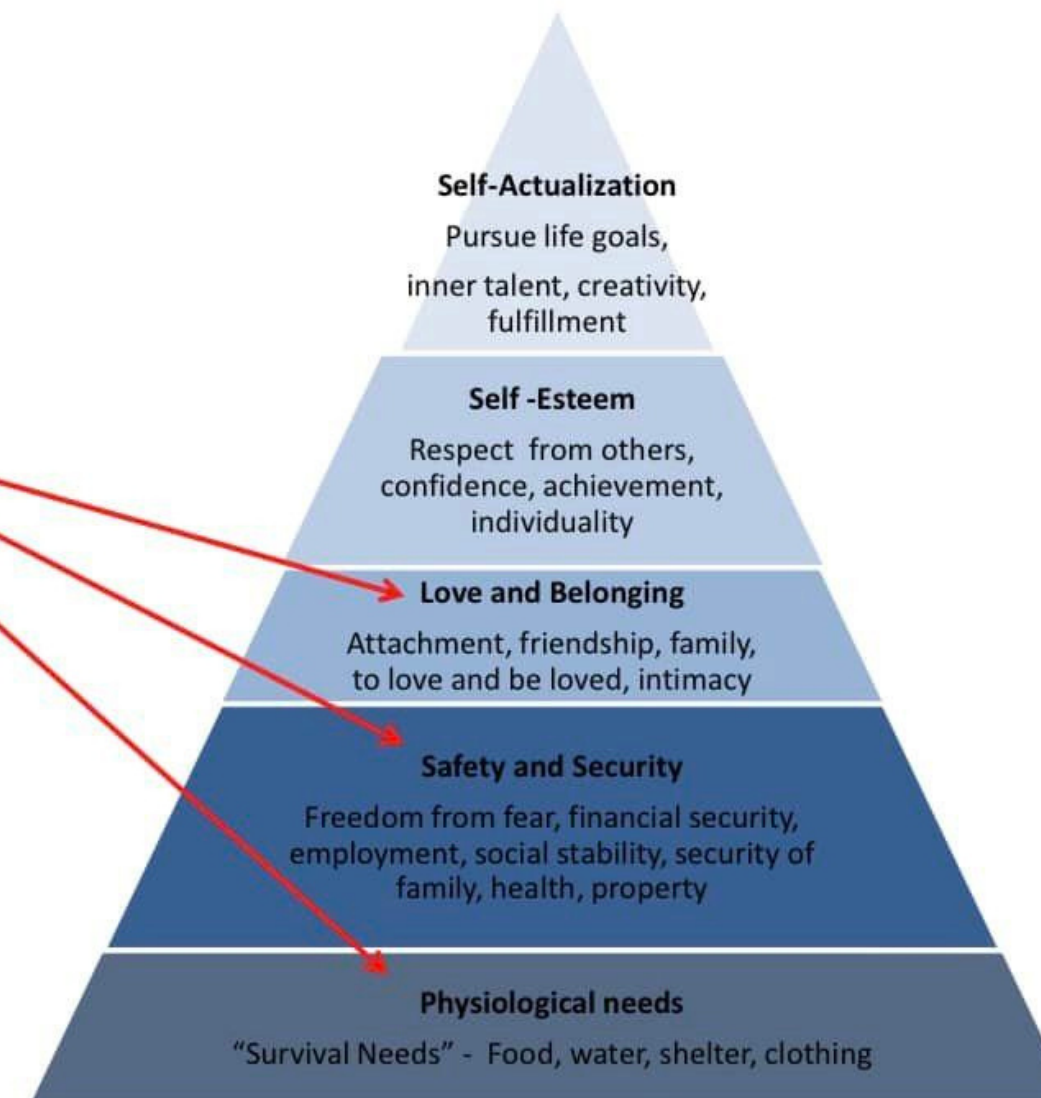 Self-Actualization
Pursue life goals,
inner talent, creativity,
fulfillment
Self -Esteem
Respect  from others,
confidence, achievement,
individuality
Love and Belonging
Attachment, friendship, family,
to love and be loved, intimacy
Safety and Security
Freedom from fear, financial security,
employment, social stability, security of
family, health, property
Physiological needs
“Survival Needs” -  Food, water, shelter, clothing